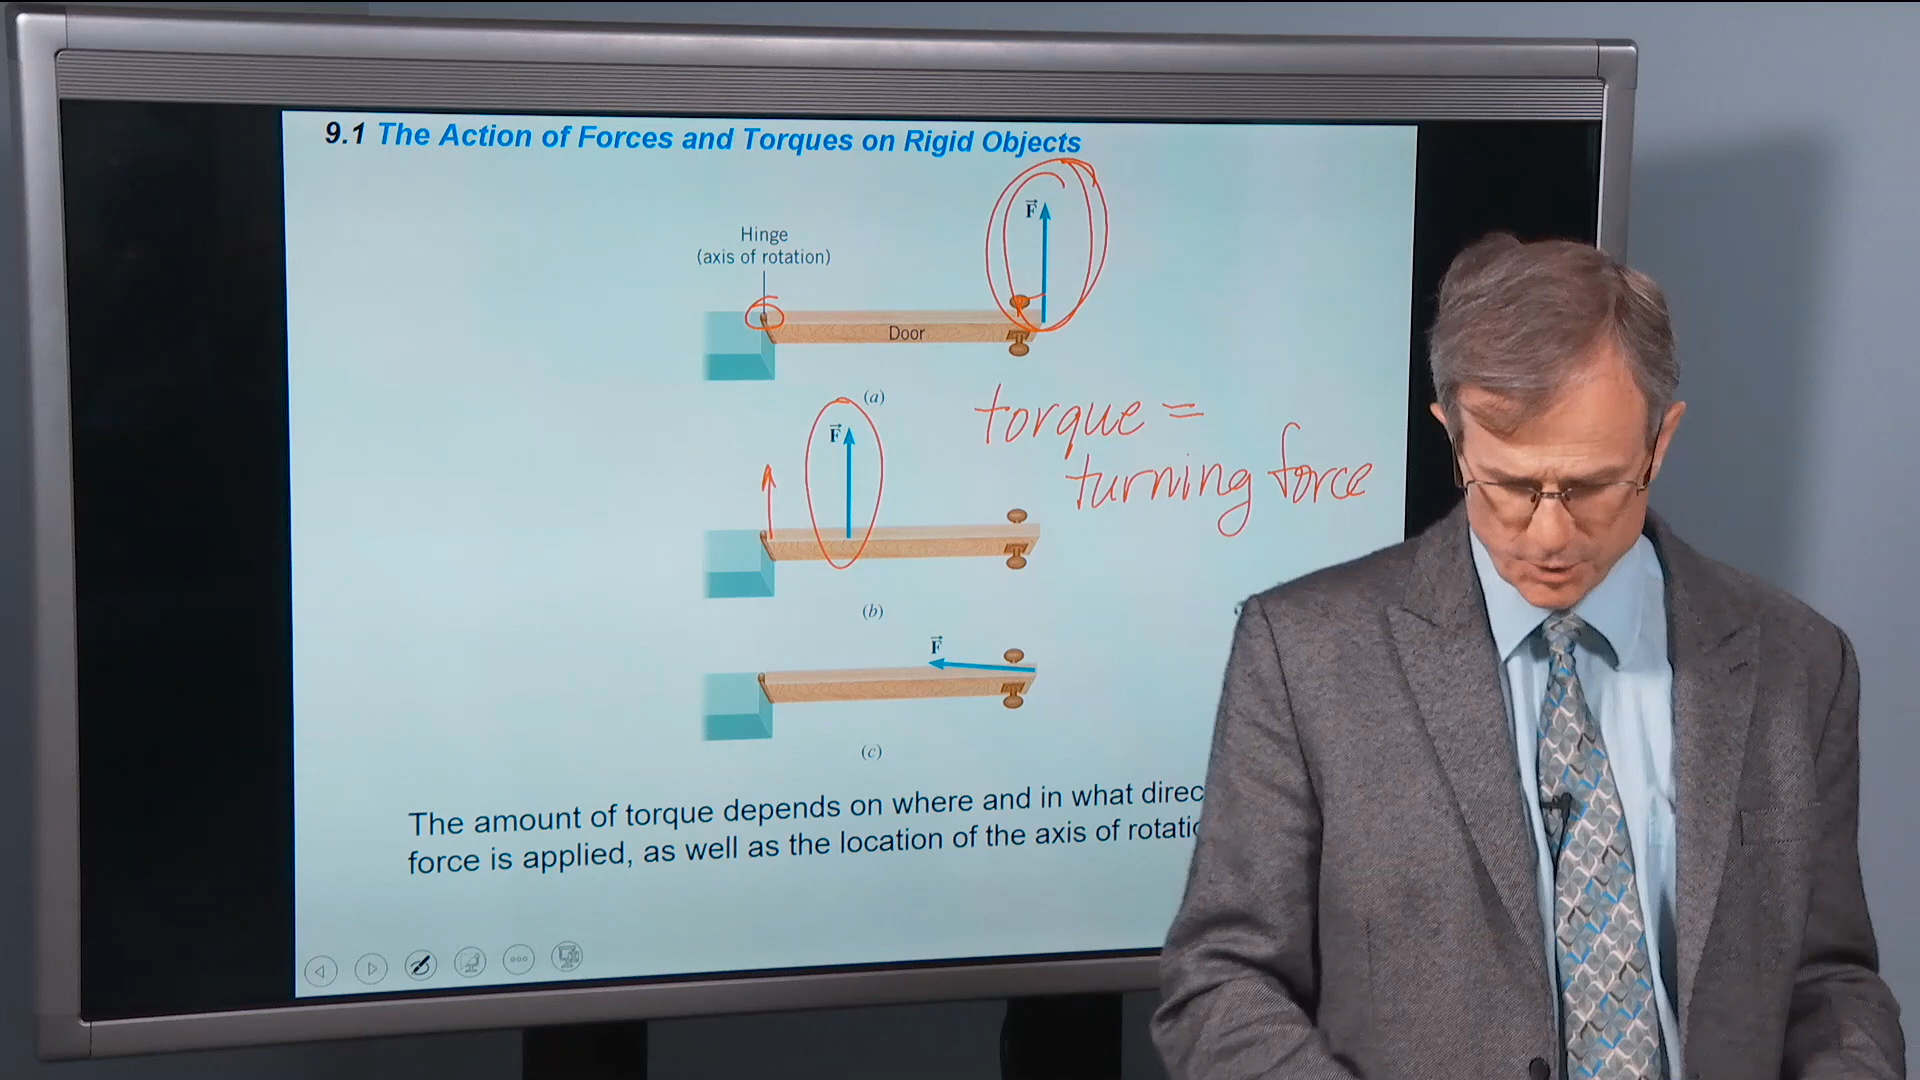 9.1 The Action of Forces and Torques on Rigid Objects
F
Hinge
(axis of rotation)
Door
(a)
torque =
turning force
F
(b)
F
(c)
The amount of torque depends on where and in what direc
force is applied, as well as the location of the axis of rotatio